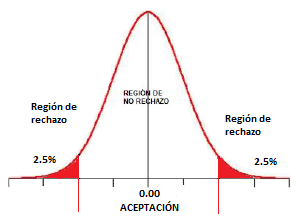 REGIÓN DE
NO RECHAZO
Región de
rechazo
Región de
rechazo
2.5%
2.5%
0.00
ACEPTACIÓN